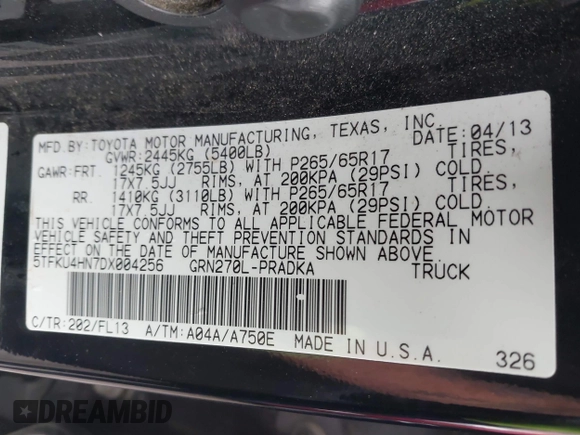 MFD BY: TOYOTA MOTOR MANUFACTURING, TEXAS, INC. DATE: 04/13
GVWR: 2445KG (5400LB)
GAWR: FRT. 1245KG (2755LB) WITH P265/65R17 TIRES,
17X7.5JJ RIMS, AT 200KPA (29PSI) COLD.
RR. 1410KG (3110LB) WITH P265/65R17 TIRES,
17X7.5JJ RIMS, AT 200KPA (29PSI) COLD.
THIS VEHICLE CONFORMS TO ALL APPLICABLE FEDERAL MOTOR
VEHICLE SAFETY AND THEFT PREVENTION STANDARDS IN
EFFECT ON THE DATE OF MANUFACTURE SHOWN ABOVE.
5TFKU4HN7DX004256 GRN270L-PRADKA TRUCK
C/TR: 202/FL13 A/TM: A04A/A750E MADE IN U.S.A.
326
DREAMBID